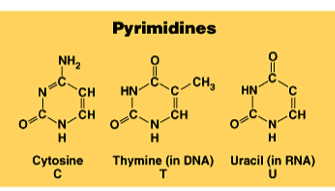 Pyrimidines
NH₂
C
N
CH
C
CH
O
N
H
O
C
HN
C
CH₃
C
CH
O
N
H
O
C
HN
C
CH
C
CH
O
N
H
Cytosine
C
Thymine (in DNA)
T
Uracil (in RNA)
U